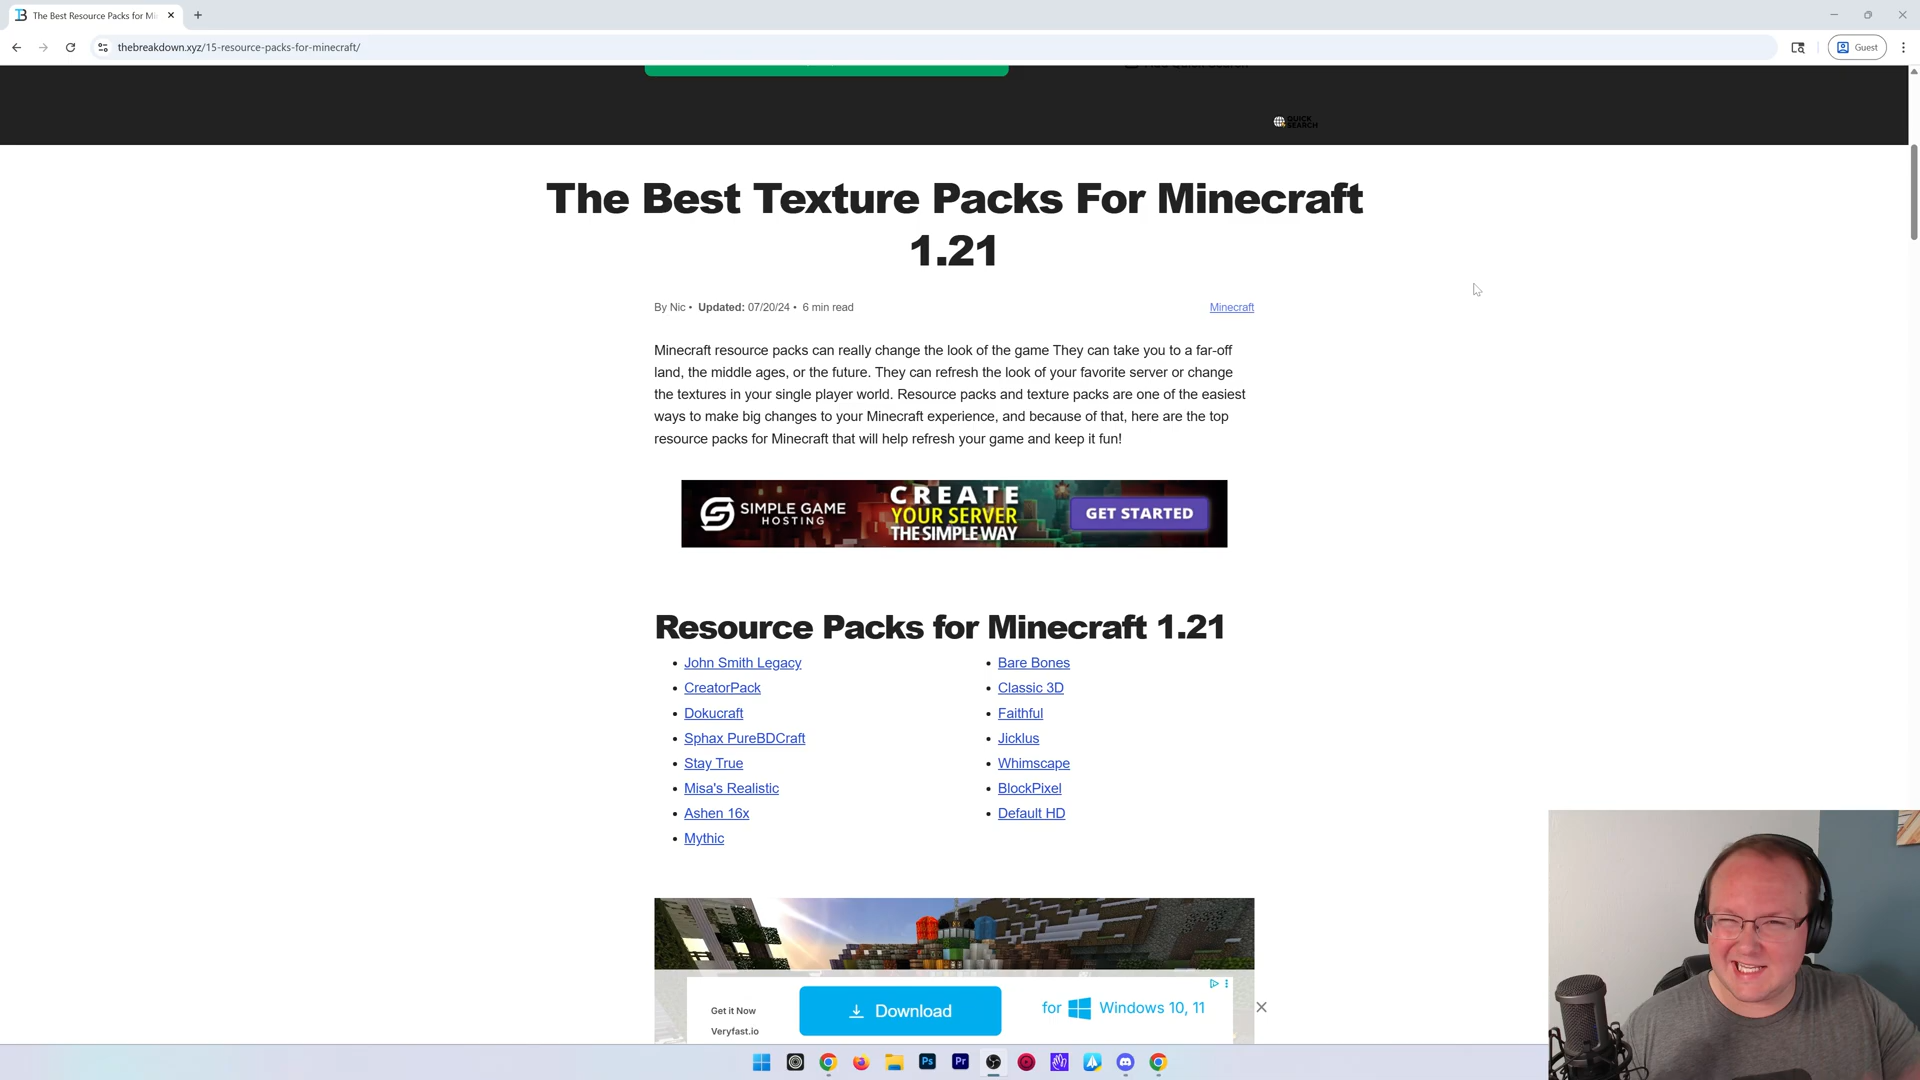 The Best Resource Packs for Mi
thebreakdown.xyz/15-resource-packs-for-minecraft/
Guest
QUICK
SEARCH
The Best Texture Packs For Minecraft
1.21
By Nic • Updated: 07/20/24 • 6 min read
Minecraft
Minecraft resource packs can really change the look of the game They can take you to a far-off
land, the middle ages, or the future. They can refresh the look of your favorite server or change
the textures in your single player world. Resource packs and texture packs are one of the easiest
ways to make big changes to your Minecraft experience, and because of that, here are the top
resource packs for Minecraft that will help refresh your game and keep it fun!
SIMPLE GAME
HOSTING
CREATE
YOUR SERVER
THE SIMPLE WAY
GET STARTED
Resource Packs for Minecraft 1.21
• John Smith Legacy
• CreatorPack
• Dokucraft
• Sphax PureBDCraft
• Stay True
• Misa's Realistic
• Ashen 16x
• Mythic
• Bare Bones
• Classic 3D
• Faithful
• Jicklus
• Whimscape
• BlockPixel
• Default HD
Get it Now
Veryfast.io
Download
for Windows 10, 11
Ps
Pr